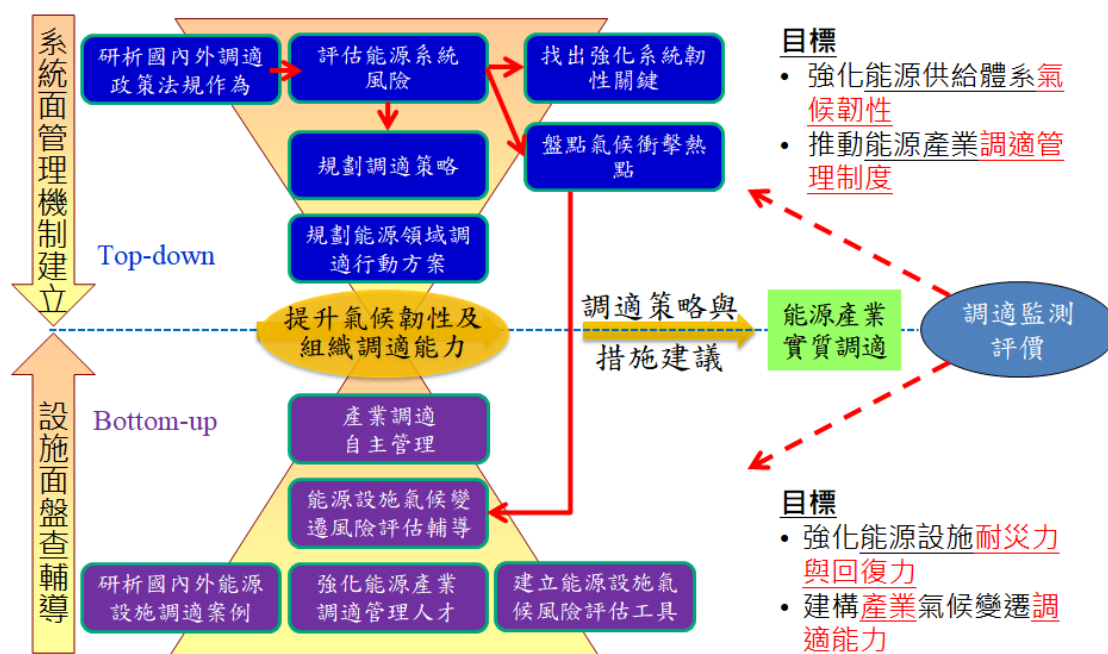 系統面管理機制建立
研析國內外調適
政策法規作為
評估能源系統
風險
找出強化系統韌
性關鍵
規劃調適策略
盤點氣候衝擊熱
點
規劃能源領域調
適行動方案
Top-down
目標
• 強化能源供給體系氣
候韌性
• 推動能源產業調適管
理制度
提升氣候韌性及
組織調適能力
調適策略與
措施建議
能源產業
實質調適
調適監測
評價
設施面盤查輔導
Bottom-up
產業調適
自主管理
能源設施氣候變
遷風險評估輔導
研析國內外能源
設施調適案例
強化能源產業
調適管理人才
建立能源設施氣
候風險評估工具
目標
• 強化能源設施耐災力
與回復力
• 建構產業氣候變遷調
適能力